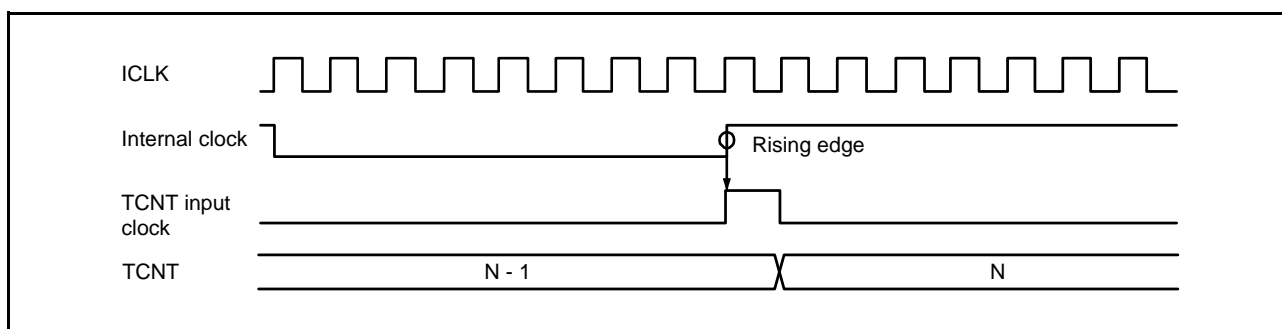 ICLK
Internal clock
Rising edge
TCNT input
clock
TCNT
N - 1
N